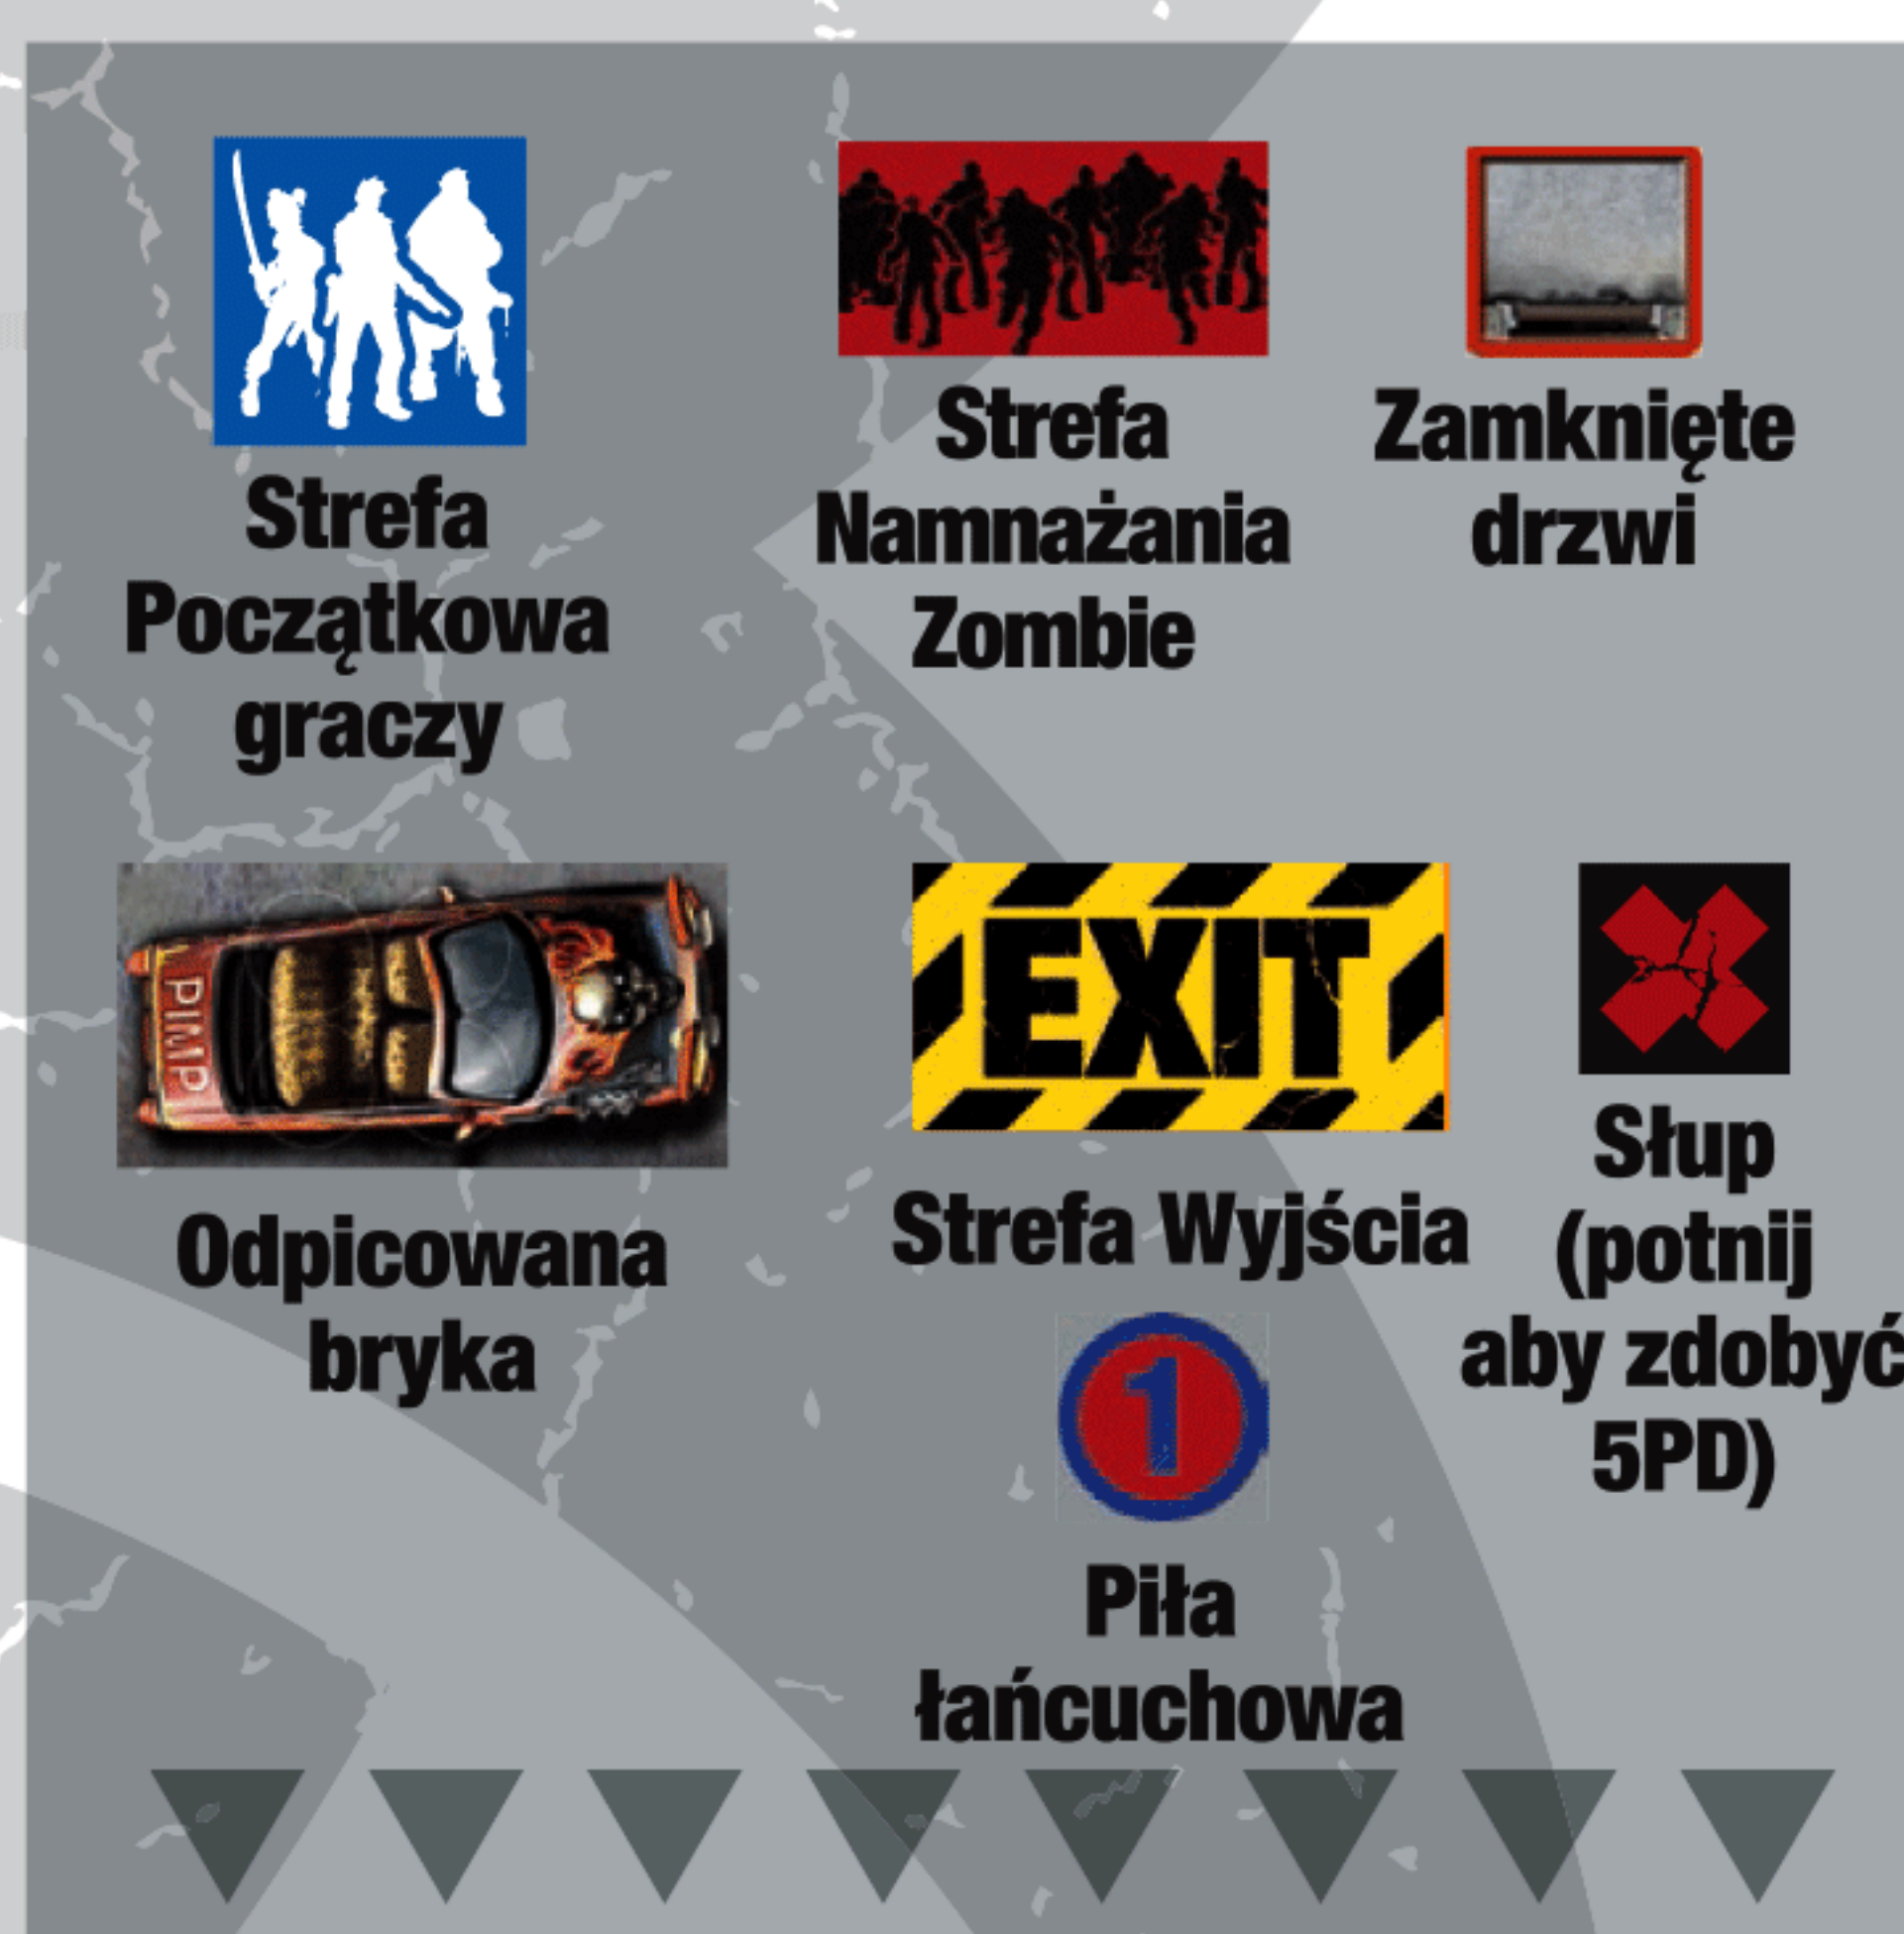 Strefa
Początkowa
graczy
Strefa
Namnażania
Zombie
Zamknięte
drzwi
PIMP
Odpicowana
bryka
EXIT
Strefa Wyjścia
Słup
(potnij
aby zdobyć
5PD)
1
Piła
łańcuchowa